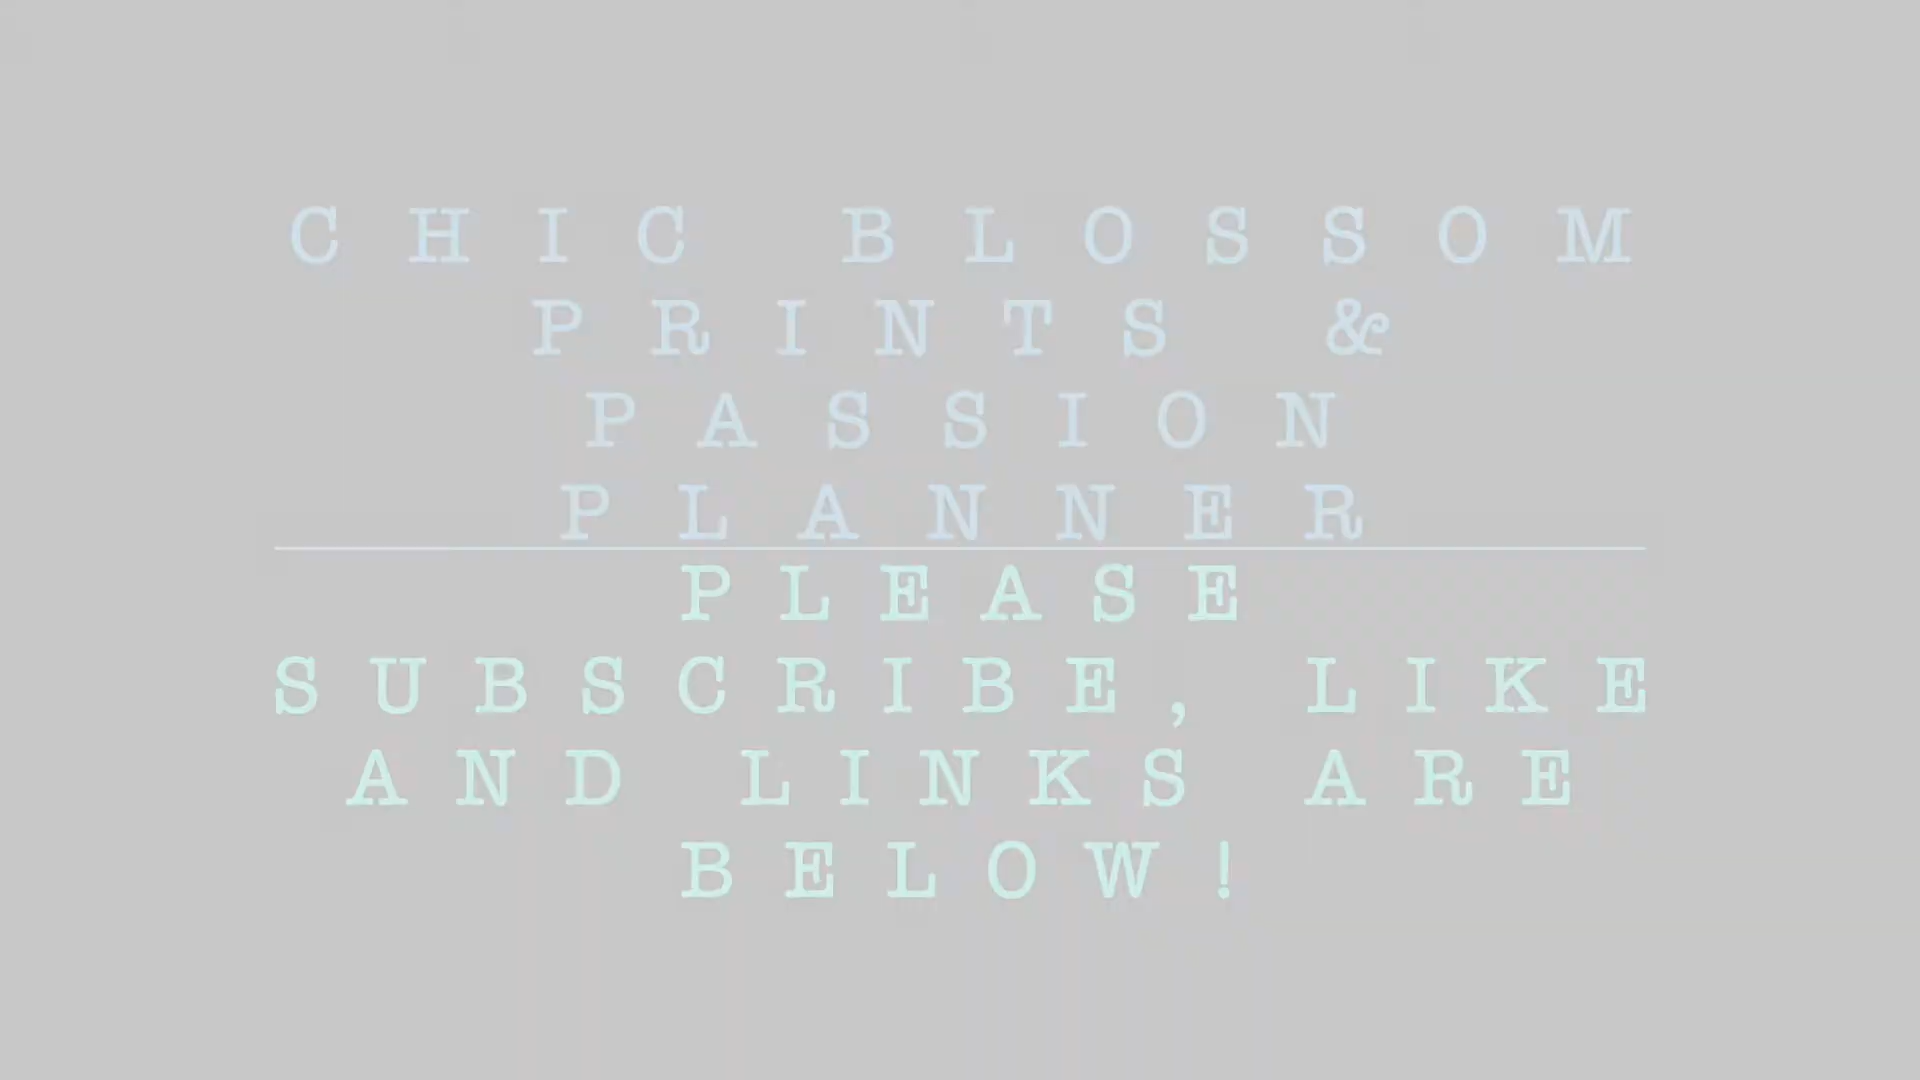 CHIC BLOSSOM
PRINTS &
PASSION
PLANNER
PLEASE
SUBSCRIBE, LIKE
AND LINKS ARE
BELOW!